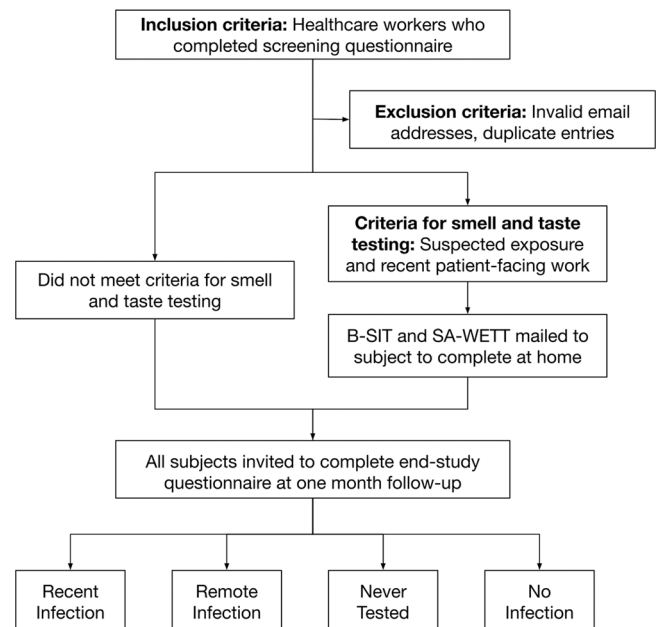 Inclusion criteria: Healthcare workers who
completed screening questionnaire
Exclusion criteria: Invalid email
addresses, duplicate entries
Criteria for smell and taste
testing: Suspected exposure
and recent patient-facing work
Did not meet criteria for smell
and taste testing
B-SIT and SA-WETT mailed to
subject to complete at home
All subjects invited to complete end-study
questionnaire at one month follow-up
Recent
Infection
Remote
Infection
Never
Tested
No
Infection